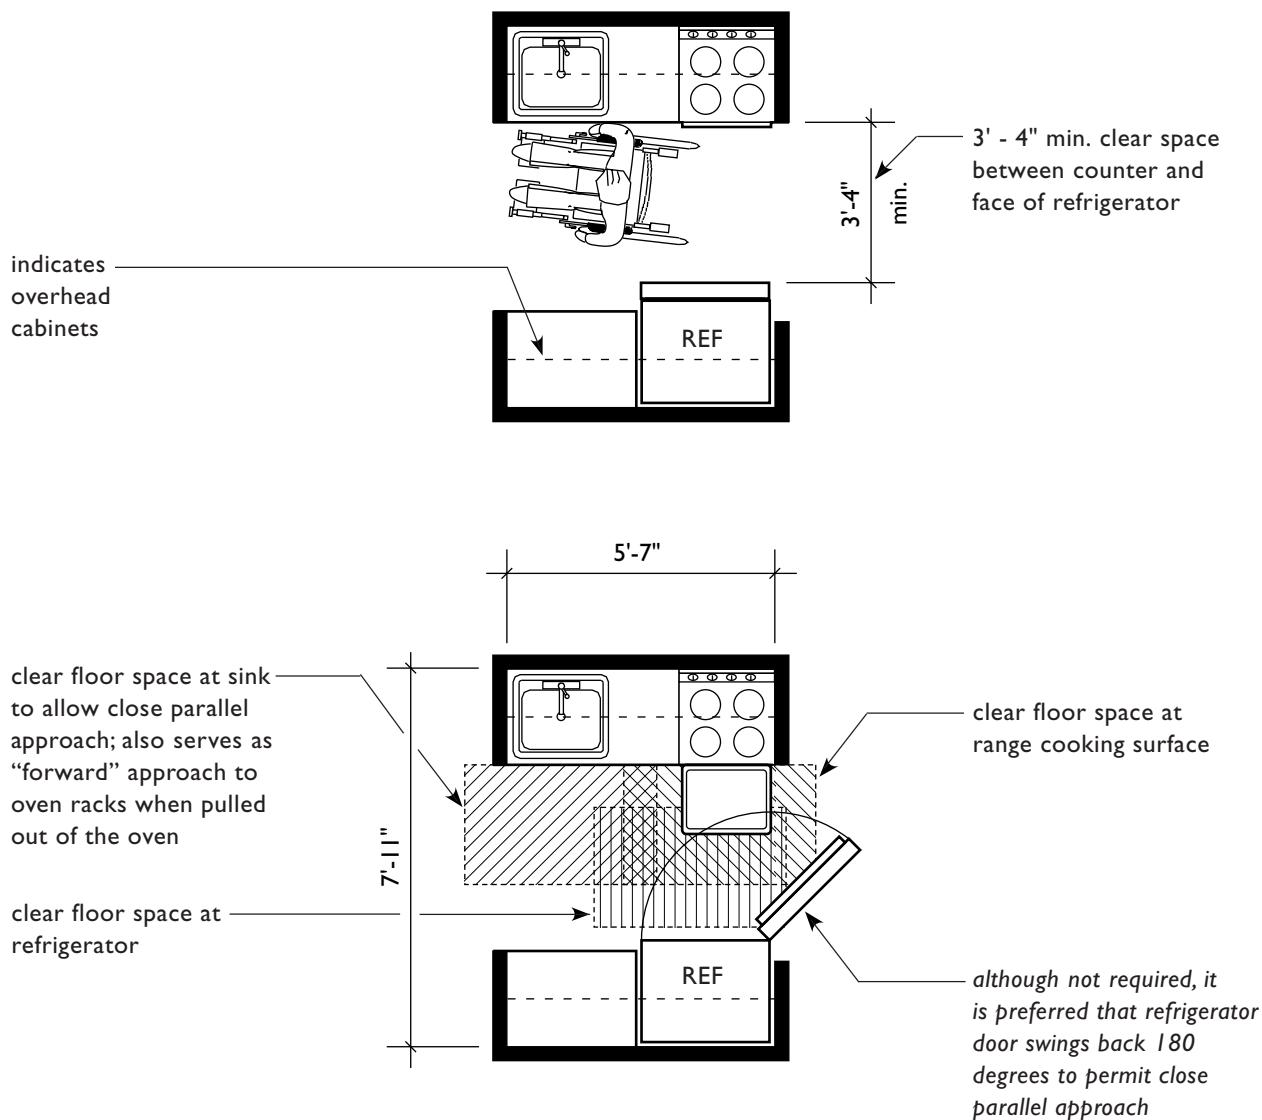 3' - 4" min. clear space
between counter and
face of refrigerator
3'-4"
min.
indicates
overhead
cabinets
REF
5'-7"
clear floor space at sink
to allow close parallel
approach; also serves as
“forward” approach to
oven racks when pulled
out of the oven
clear floor space at
range cooking surface
7'-11"
clear floor space at
refrigerator
REF
although not required, it
is preferred that refrigerator
door swings back 180
degrees to permit close
parallel approach